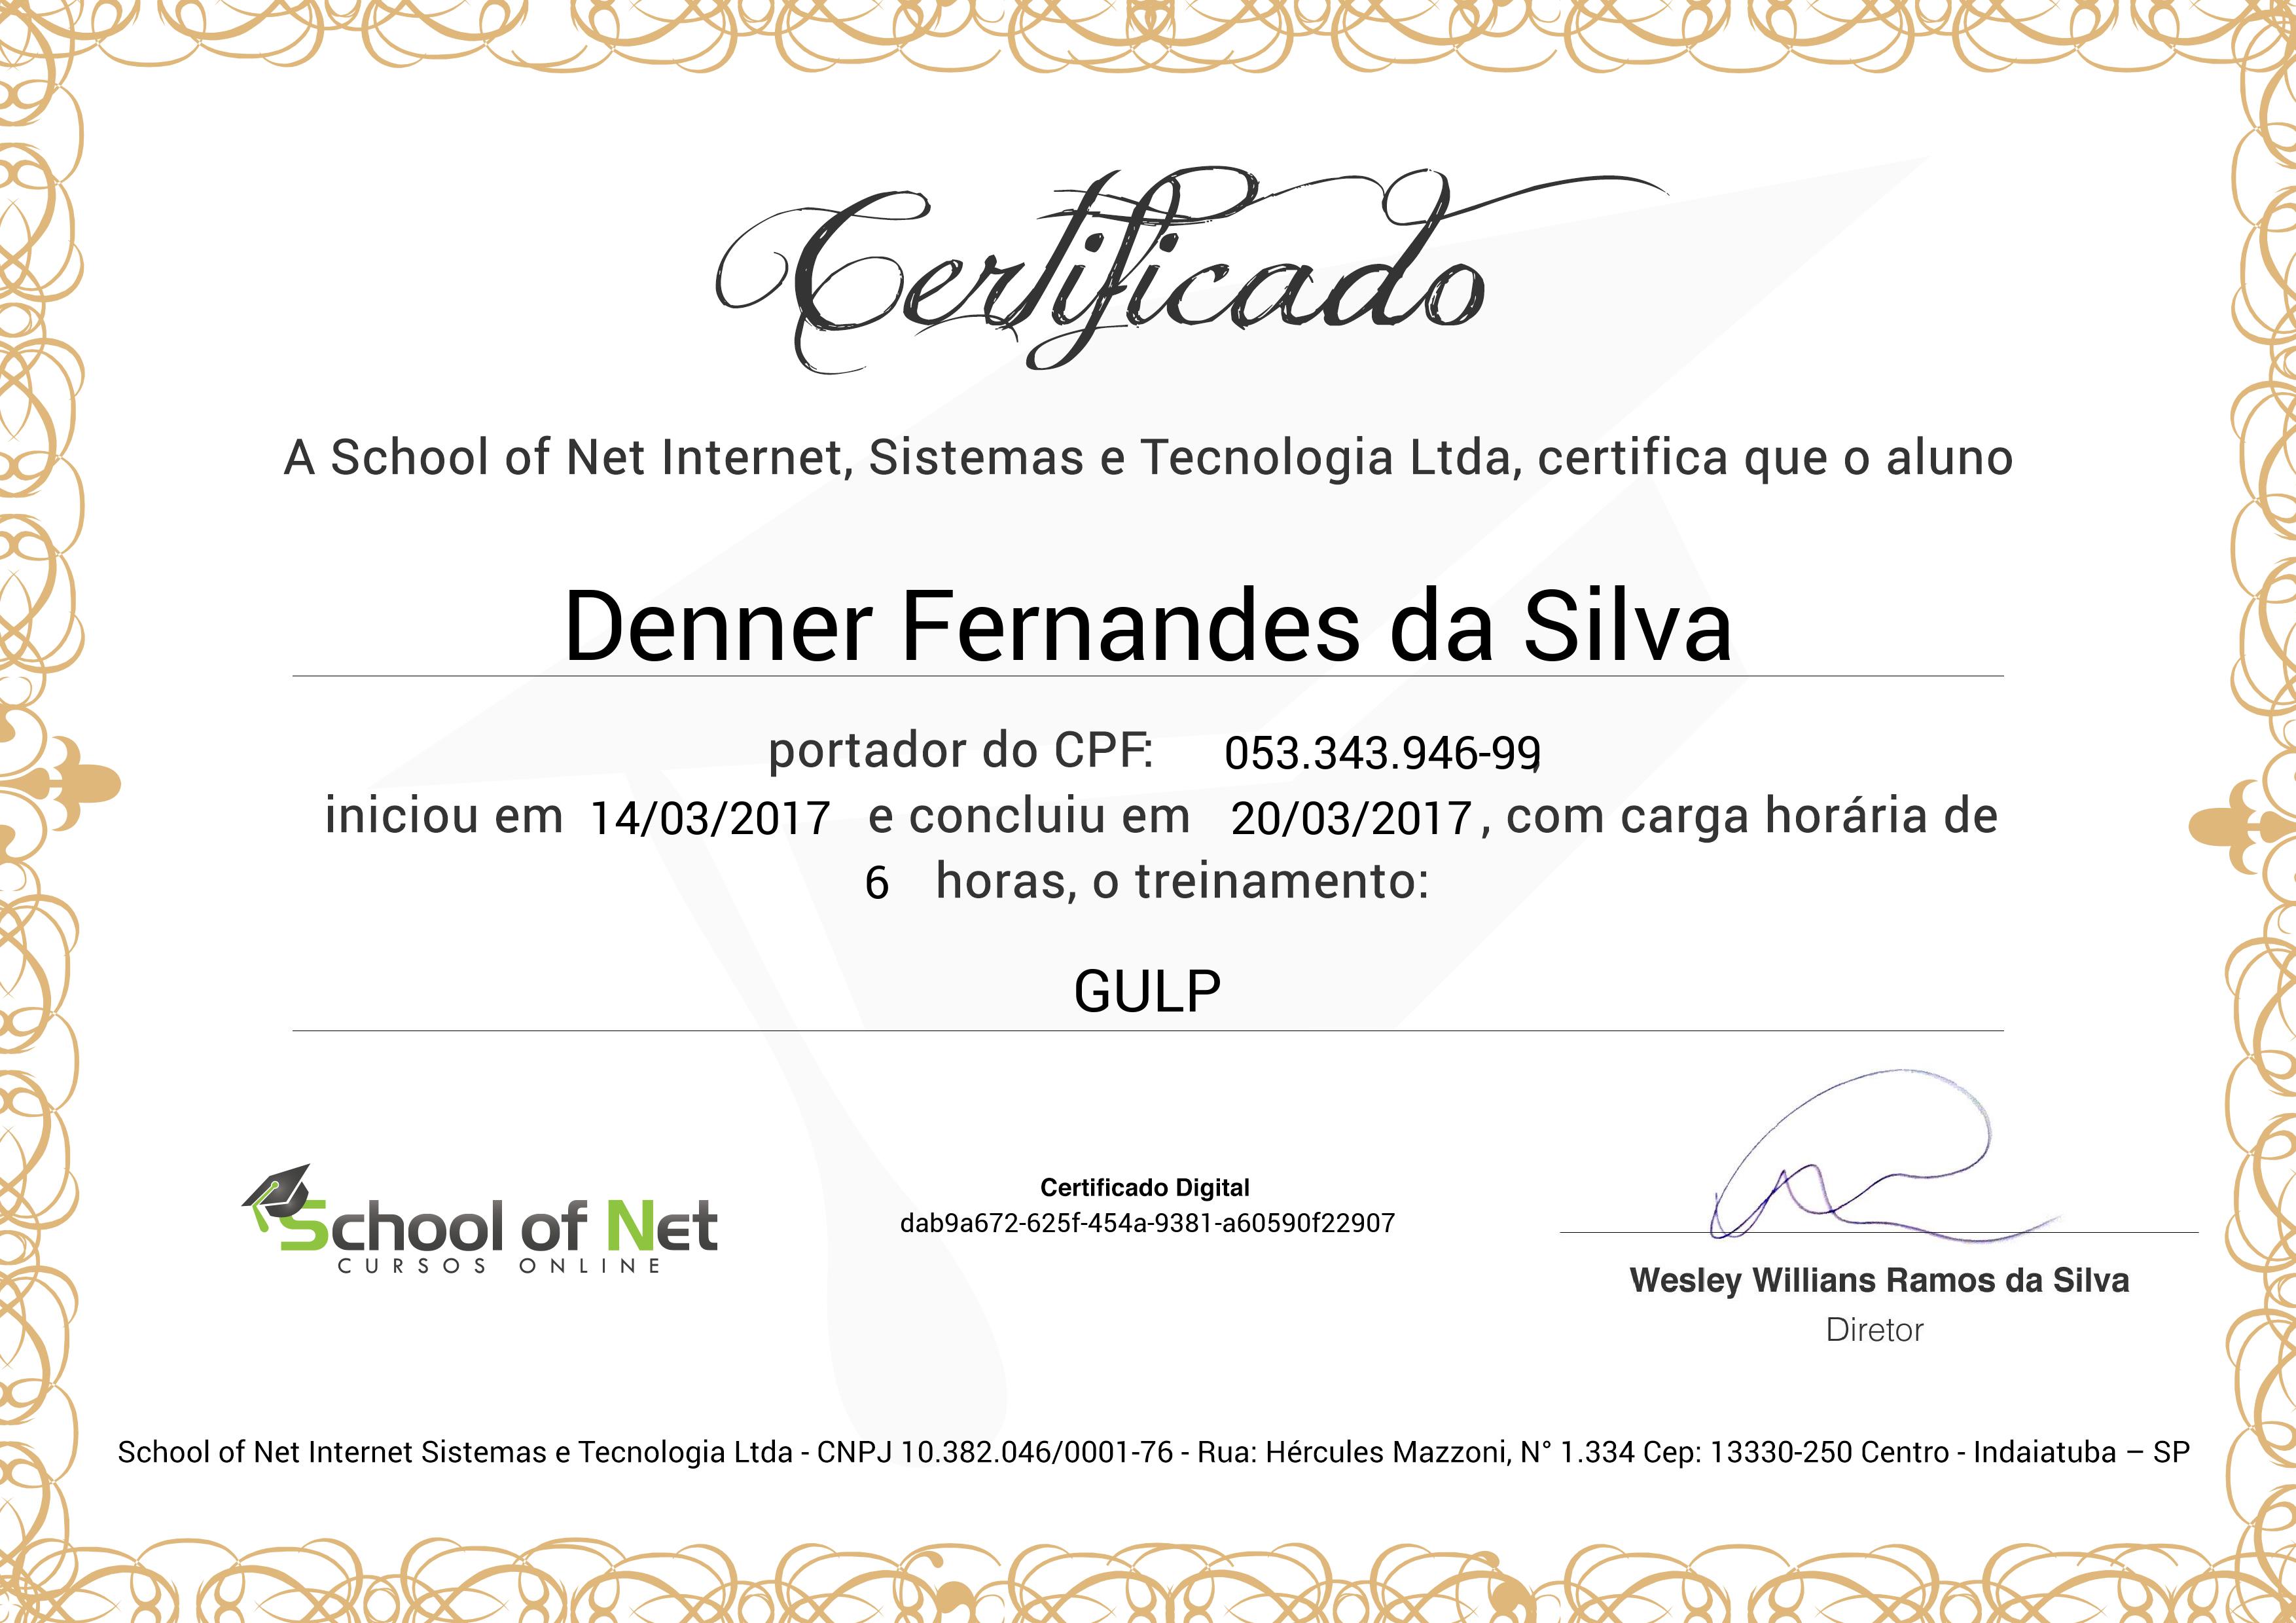 Certificado
A School of Net Internet, Sistemas e Tecnologia Ltda, certifica que o aluno
Denner Fernandes da Silva
portador do CPF: 053.343.946-99,
iniciou em 14/03/2017 e concluiu em 20/03/2017, com carga horária de
6 horas, o treinamento:
GULP
School of Net
CURSOS ONLINE
Certificado Digital
dab9a672-625f-454a-9381-a60590f22907
Wesley Willians Ramos da Silva
Diretor
School of Net Internet Sistemas e Tecnologia Ltda - CNPJ 10.382.046/0001-76 - Rua: Hércules Mazzoni, N° 1.334 Cep: 13330-250 Centro - Indaiatuba – SP